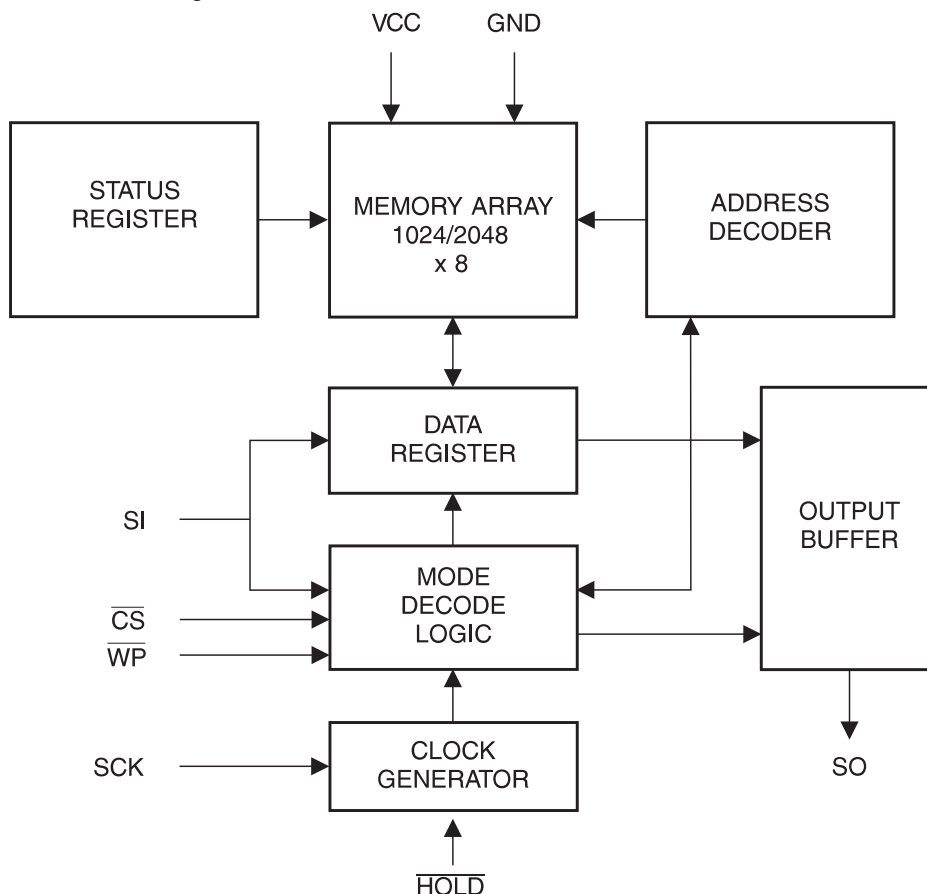 VCC
GND
STATUS
REGISTER
MEMORY ARRAY
1024/2048
x 8
ADDRESS
DECODER
DATA
REGISTER
OUTPUT
BUFFER
SI
MODE
DECODE
LOGIC
CS
WP
SCK
CLOCK
GENERATOR
SO
HOLD